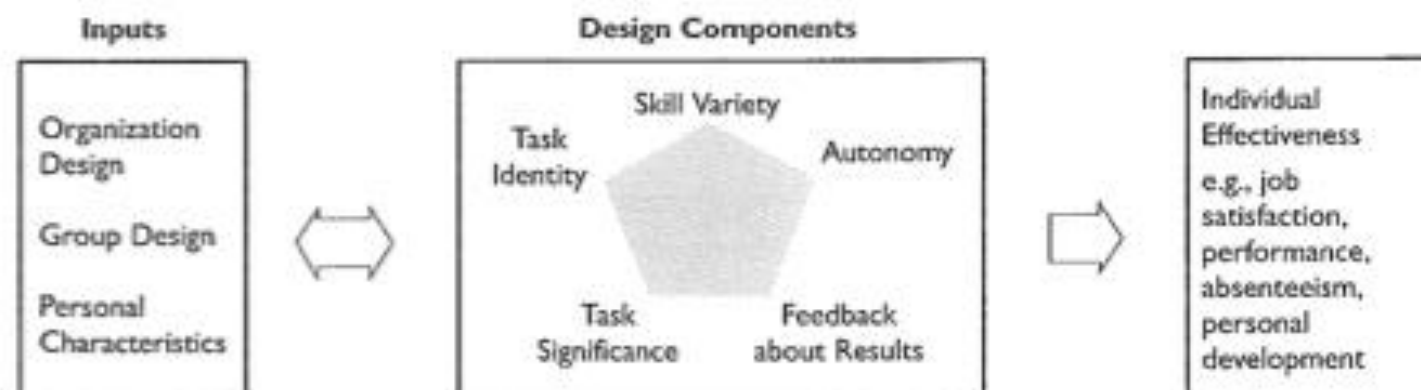 Inputs
Organization
Design
Group Design
Personal
Characteristics
Design Components
Skill Variety
Task
Identity
Autonomy
Task
Significance
Feedback
about Results
Individual
Effectiveness
e.g., job
satisfaction,
performance,
absenteeism,
personal
development